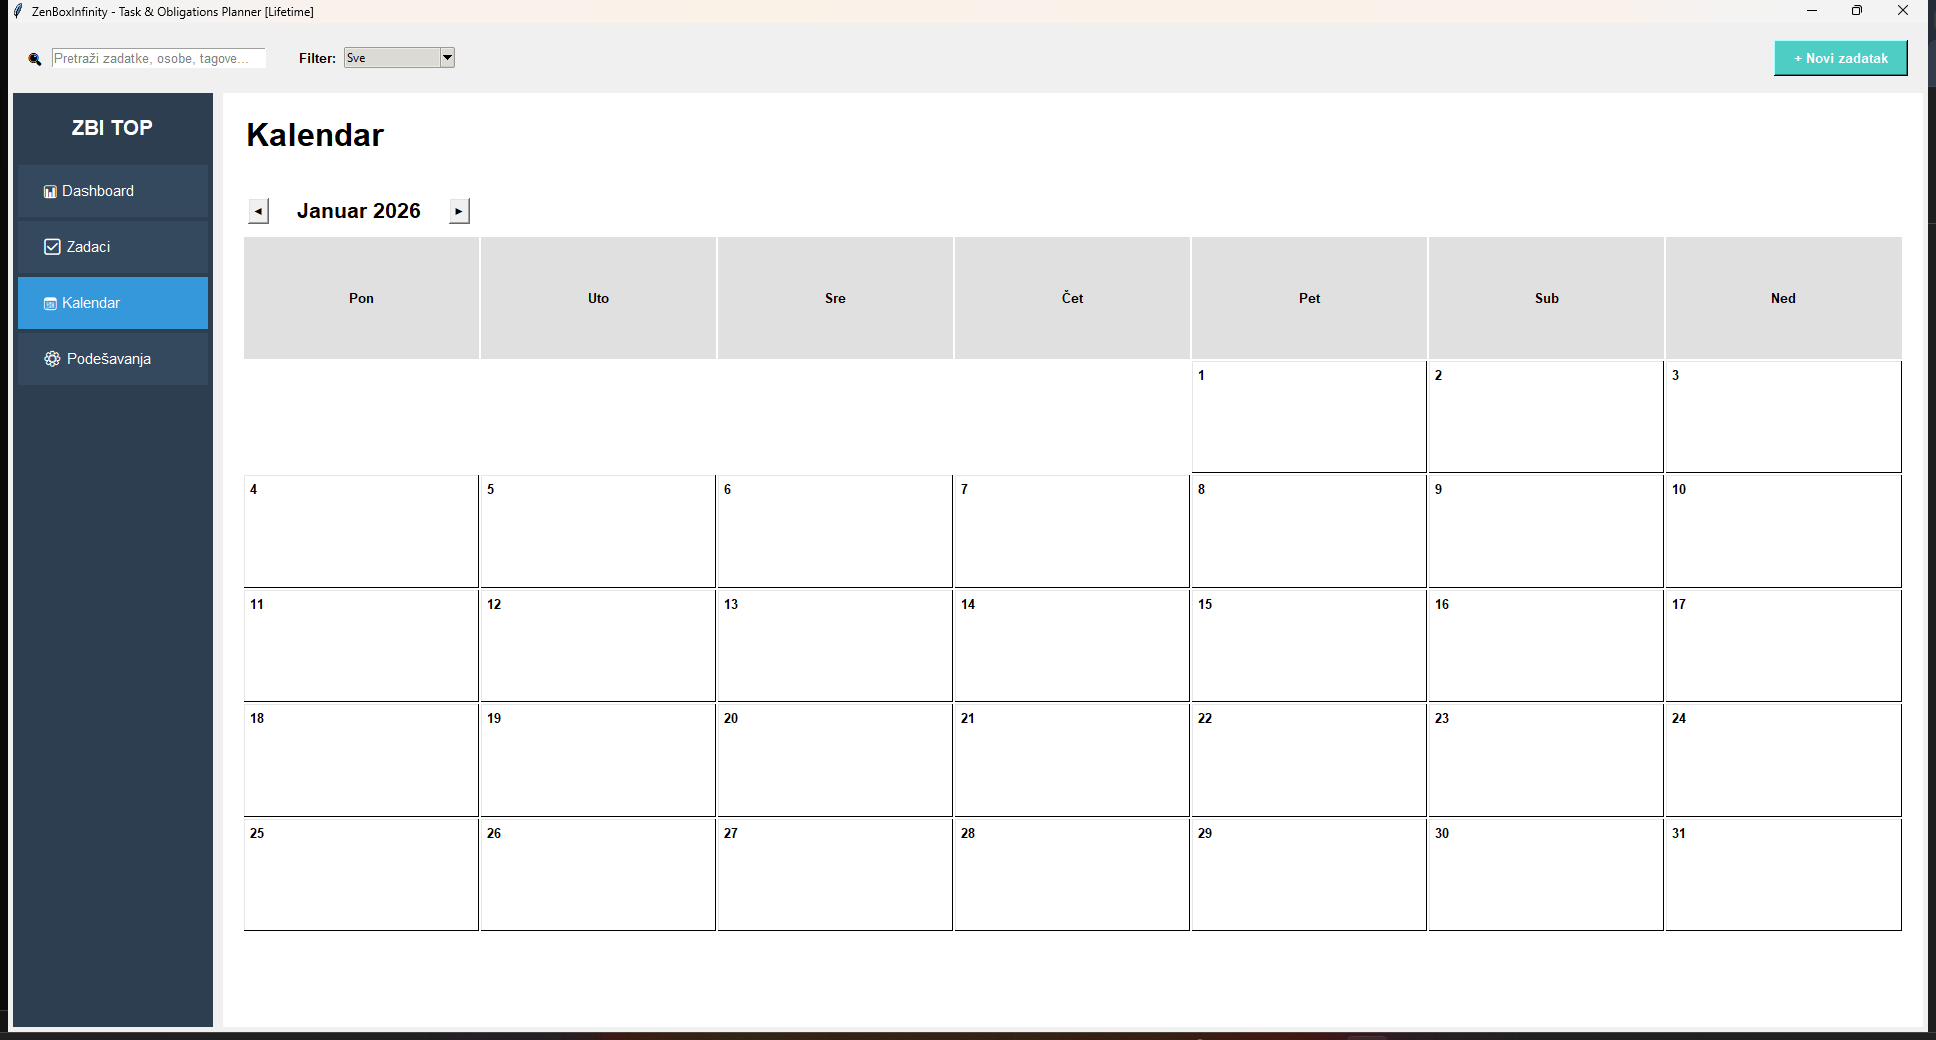 ZenBoxInfinity - Task & Obligations Planner [Lifetime]
Pretraži zadatke, osobe, tagove...
Filter: Sve
+ Novi zadatak
ZBI TOP
Dashboard
Zadaci
Kalendar
Podešavanja
Kalendar
◄ Januar 2026 ►
Pon Uto Sre Čet Pet Sub Ned
1 2 3
4 5 6 7 8 9 10
11 12 13 14 15 16 17
18 19 20 21 22 23 24
25 26 27 28 29 30 31